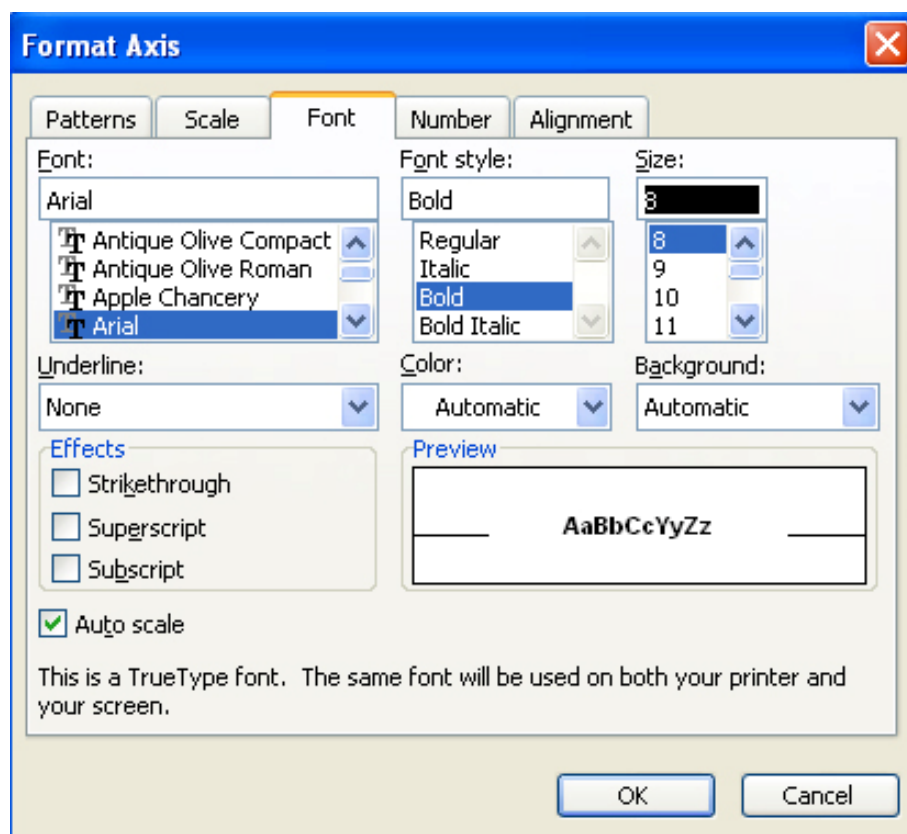 Format Axis
Patterns Scale Font Number Alignment
Font: Font style: Size:
Arial Bold 8
Antique Olive Compact Regular 8
Antique Olive Roman Italic 9
Apple Chancery Bold 10
Arial Bold Italic 11
Underline: Color: Background:
None Automatic Automatic
Effects Preview
Strikethrough
Superscript AaBbCcYyZz
Subscript
Auto scale
This is a TrueType font. The same font will be used on both your printer and
your screen.
OK Cancel